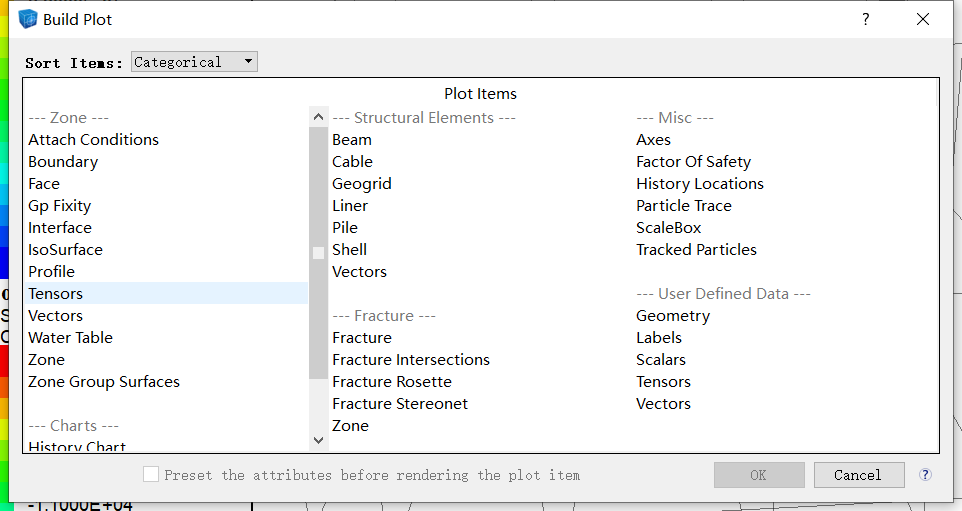 Build Plot
?
Sort Items: Categorical
Plot Items
--- Zone ---
Attach Conditions
Boundary
Face
Gp Fixity
Interface
IsoSurface
Profile
Tensors
Vectors
Water Table
Zone
Zone Group Surfaces
--- Charts ---
History Chart
--- Structural Elements ---
Beam
Cable
Geogrid
Liner
Pile
Shell
Vectors
--- Fracture ---
Fracture
Fracture Intersections
Fracture Rosette
Fracture Stereonet
Zone
--- Misc ---
Axes
Factor Of Safety
History Locations
Particle Trace
ScaleBox
Tracked Particles
--- User Defined Data ---
Geometry
Labels
Scalars
Tensors
Vectors
Preset the attributes before rendering the plot item
OK
Cancel
?
-1.1000E+04